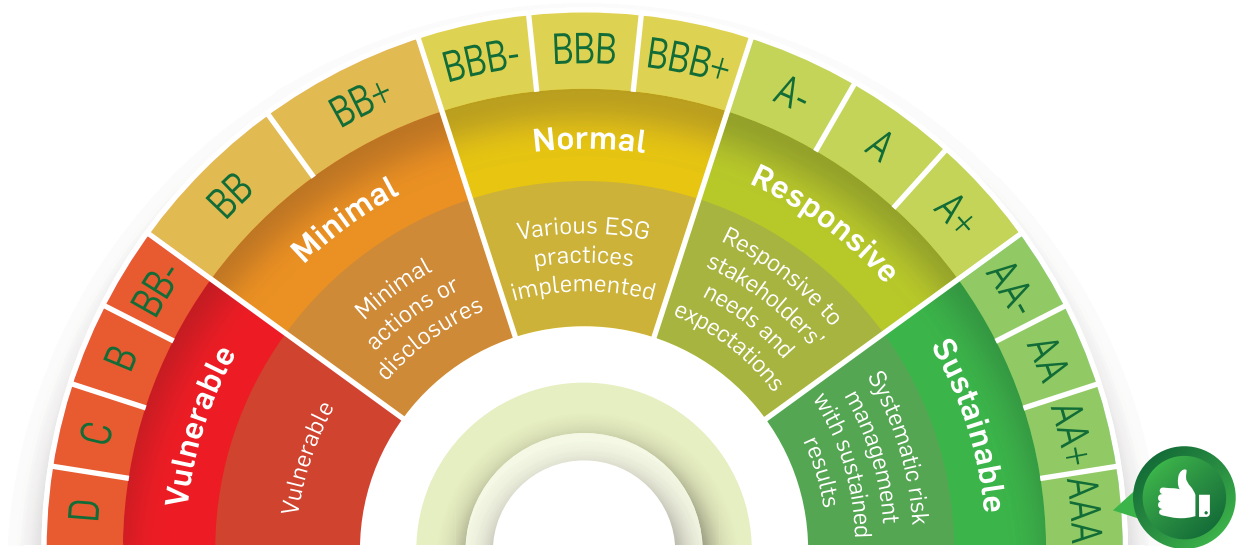 D
C
B
BB-
BB
BB+
BBB-
BBB
BBB+
A-
A
A+
AA-
AA
AA+
AAA
Vulnerable
Vulnerable
Minimal
Minimal
actions or
disclosures
Normal
Various ESG
practices
implemented
Responsive
Responsive to
stakeholders'
needs and
expectations
Sustainable
Systematic risk
management
with sustained
results